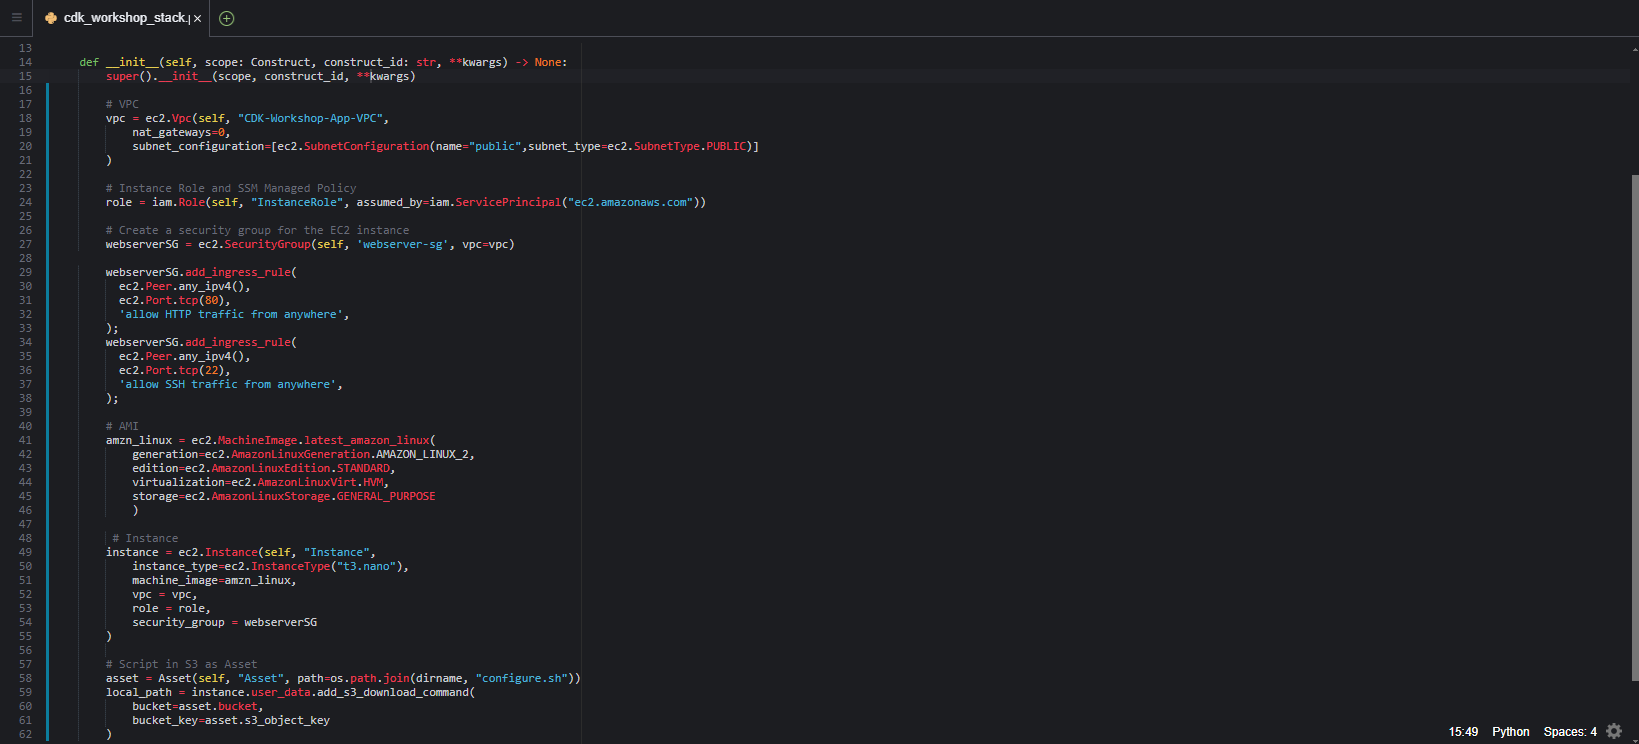 cdk_workshop_stack.p
13
14 def __init__(self, scope: Construct, construct_id: str, **kwargs) -> None:
15 super().__init__(scope, construct_id, **kwargs)
16
17 # VPC
18 vpc = ec2.Vpc(self, "CDK-Workshop-App-VPC",
19 nat_gateways=0,
20 subnet_configuration=[ec2.SubnetConfiguration(name="public",subnet_type=ec2.SubnetType.PUBLIC)]
21 )
22
23 # Instance Role and SSM Managed Policy
24 role = iam.Role(self, "InstanceRole", assumed_by=iam.ServicePrincipal("ec2.amazonaws.com"))
25
26 # Create a security group for the EC2 instance
27 webserverSG = ec2.SecurityGroup(self, 'webserver-sg', vpc=vpc)
28
29 webserverSG.add_ingress_rule(
30 ec2.Peer.any_ipv4(),
31 ec2.Port.tcp(80),
32 'allow HTTP traffic from anywhere',
33 );
34 webserverSG.add_ingress_rule(
35 ec2.Peer.any_ipv4(),
36 ec2.Port.tcp(22),
37 'allow SSH traffic from anywhere',
38 );
39
40 # AMI
41 amzn_linux = ec2.MachineImage.latest_amazon_linux(
42 generation=ec2.AmazonLinuxGeneration.AMAZON_LINUX_2,
43 edition=ec2.AmazonLinuxEdition.STANDARD,
44 virtualization=ec2.AmazonLinuxVirt.HVM,
45 storage=ec2.AmazonLinuxStorage.GENERAL_PURPOSE
46 )
47
48 # Instance
49 instance = ec2.Instance(self, "Instance",
50 instance_type=ec2.InstanceType("t3.nano"),
51 machine_image=amzn_linux,
52 vpc = vpc,
53 role = role,
54 security_group = webserverSG
55 )
56
57 # Script in S3 as Asset
58 asset = Asset(self, "Asset", path=os.path.join(dirname, "configure.sh"))
59 local_path = instance.user_data.add_s3_download_command(
60 bucket=asset.bucket,
61 bucket_key=asset.s3_object_key
62 )
15:49 Python Spaces: 4